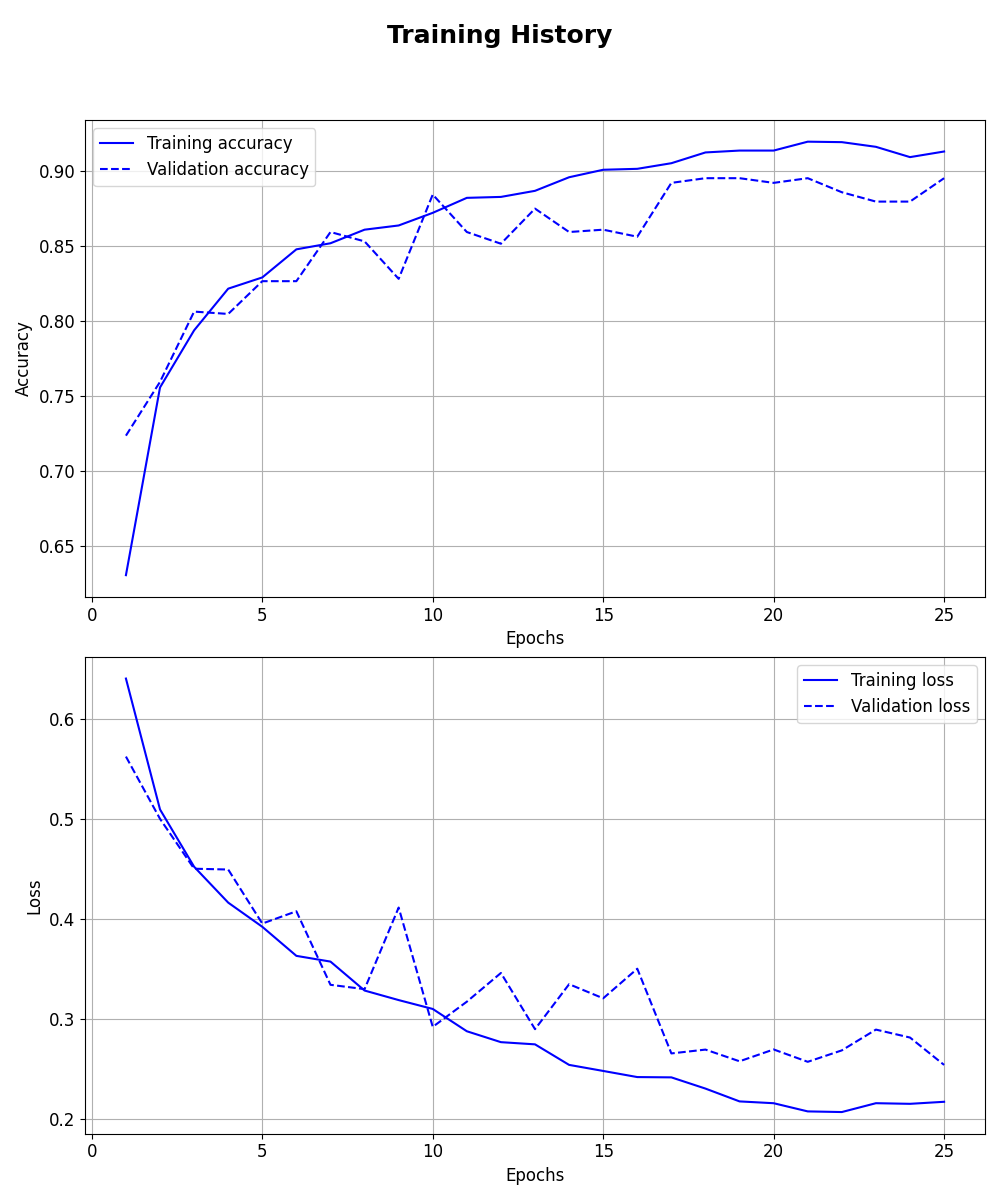 Training History
Training accuracy
Validation accuracy
0.90
0.85
0.80
0.75
0.70
0.65
Accuracy
0 5 10 15 20 25
Epochs
Training loss
Validation loss
0.6
0.5
0.4
0.3
0.2
Loss
0 5 10 15 20 25
Epochs